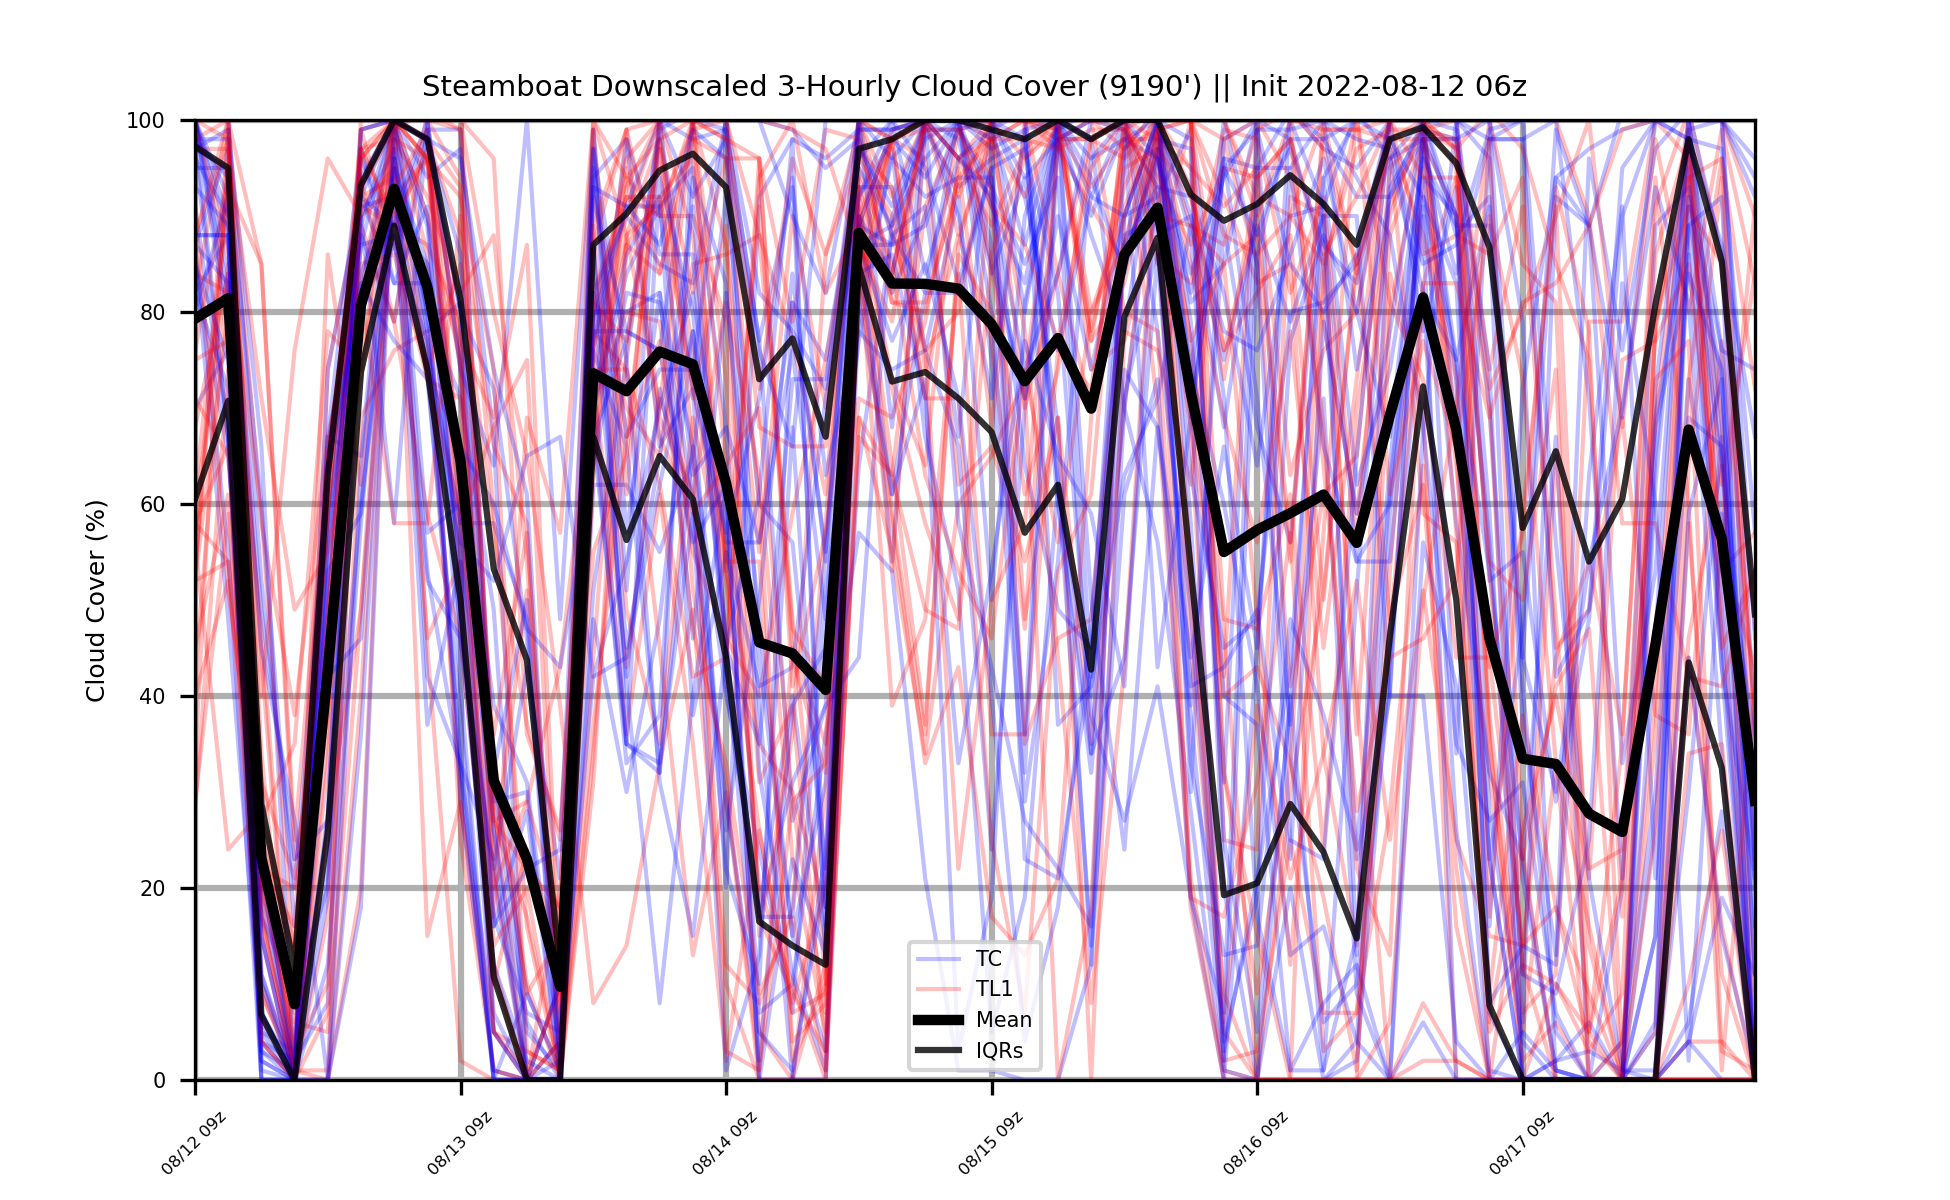 Steamboat Downscaled 3-Hourly Cloud Cover (9190') || Init 2022-08-12 06z
Cloud Cover (%)
100
80
60
40
20
0
TC
TL1
Mean
IQRs
08/12 09z
08/13 09z
08/14 09z
08/15 09z
08/16 09z
08/17 09z